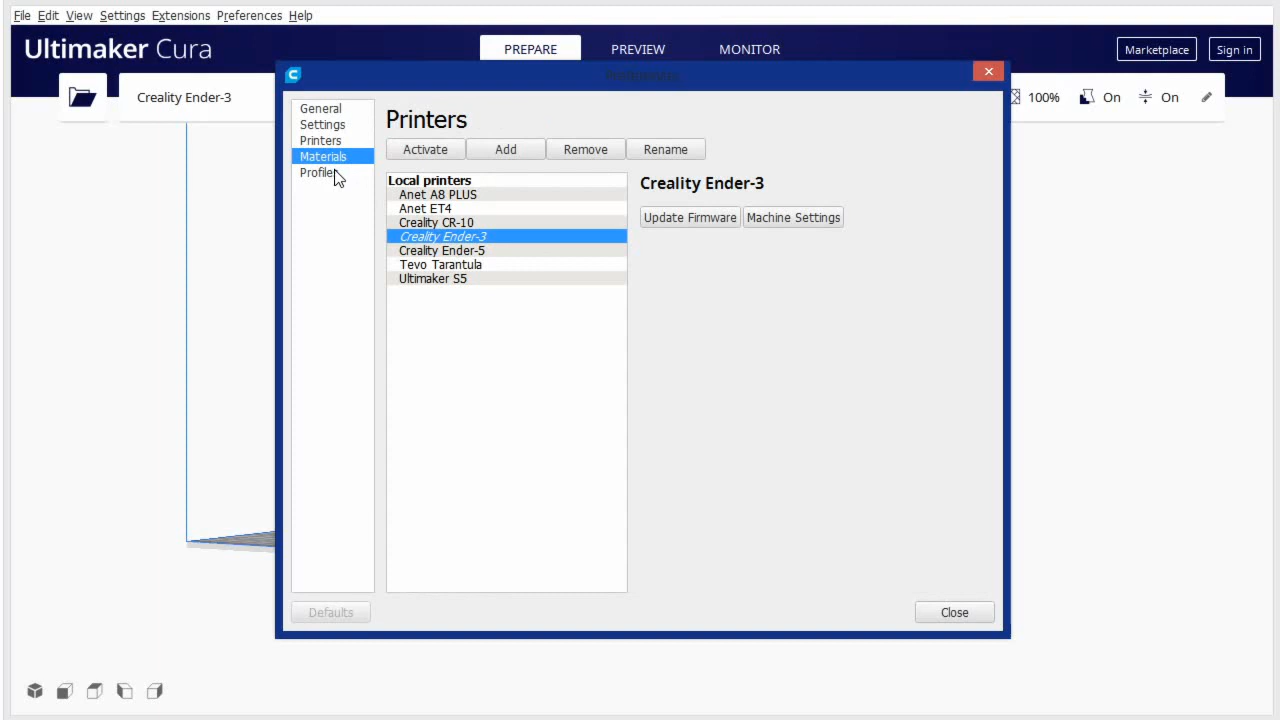 File Edit View Settings Extensions Preferences Help
Ultimaker Cura
PREPARE PREVIEW MONITOR
Marketplace Sign in
Creality Ender-3
100% On On
General
Settings
Printers
Materials
Profiles
Printers
Activate Add Remove Rename
Local printers
Anet A8 PLUS
Anet ET4
Creality CR-10
Creality Ender-3
Creality Ender-5
Tevo Tarantula
Ultimaker S5
Creality Ender-3
Update Firmware Machine Settings
Defaults
Close